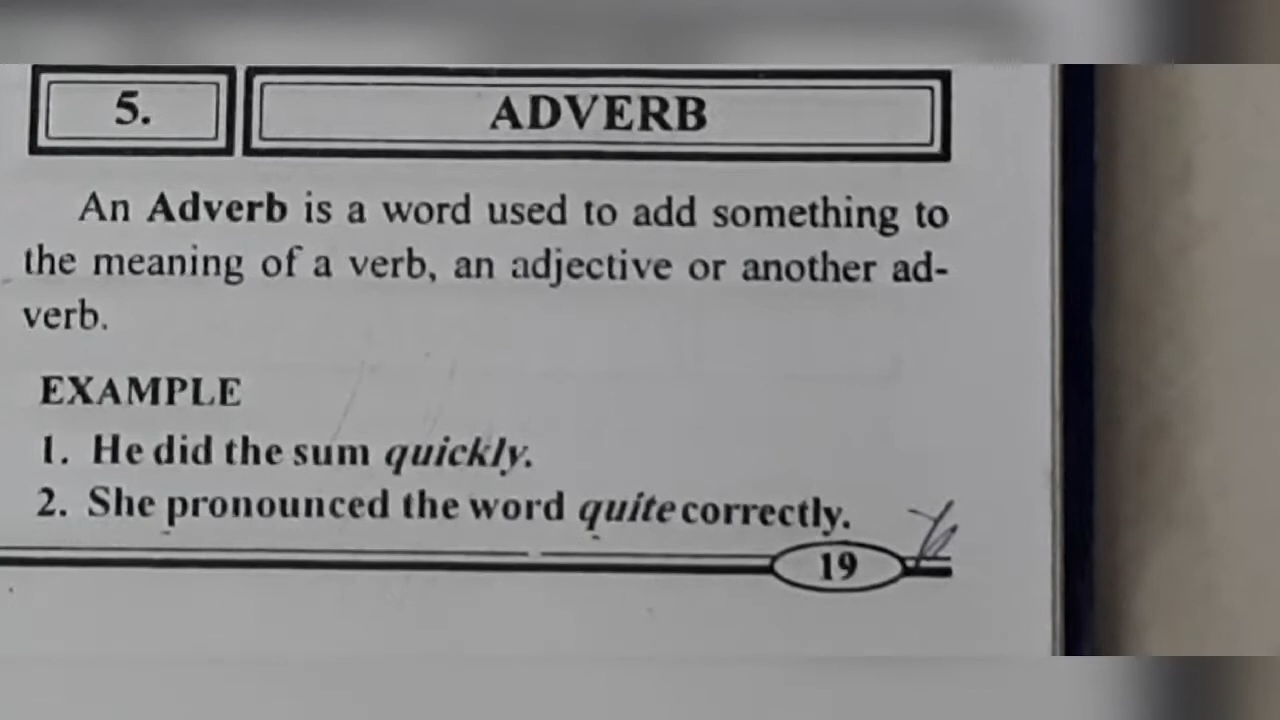 5.
ADVERB
An Adverb is a word used to add something to
the meaning of a verb, an adjective or another ad-
verb.
EXAMPLE
1. He did the sum quickly.
2. She pronounced the word quite correctly.
19